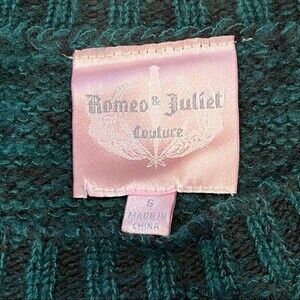 Romeo & Juliet
Couture
S
MADE IN
CHINA